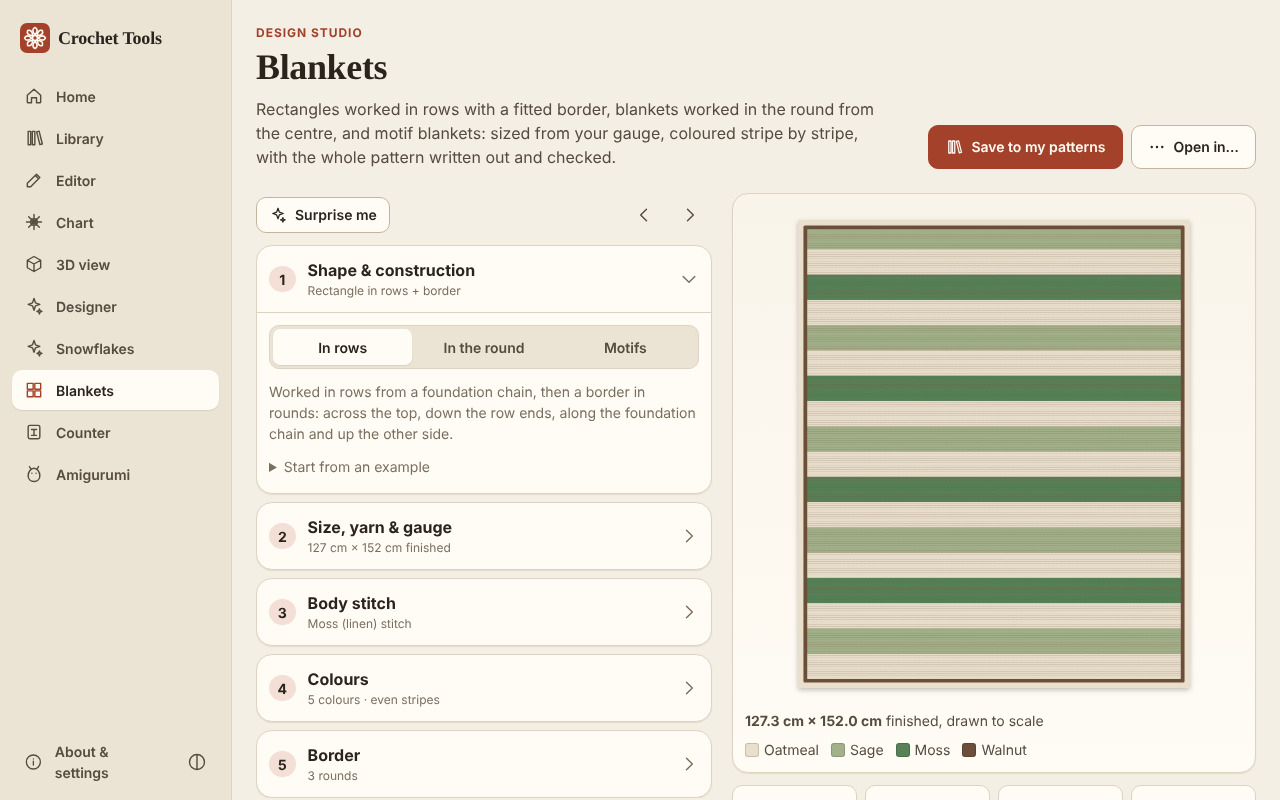 Crochet Tools
Home
Library
Editor
Chart
3D view
Designer
Snowflakes
Blankets
Counter
Amigurumi
About &
settings
DESIGN STUDIO
Blankets
Rectangles worked in rows with a fitted border, blankets worked in the round from
the centre, and motif blankets: sized from your gauge, coloured stripe by stripe,
with the whole pattern written out and checked.
Save to my patterns
Open in…
Surprise me
1
Shape & construction
Rectangle in rows + border
In rows
In the round
Motifs
Worked in rows from a foundation chain, then a border in
rounds: across the top, down the row ends, along the foundation
chain and up the other side.
Start from an example
2
Size, yarn & gauge
127 cm × 152 cm finished
3
Body stitch
Moss (linen) stitch
4
Colours
5 colours · even stripes
5
Border
3 rounds
127.3 cm × 152.0 cm finished, drawn to scale
Oatmeal
Sage
Moss
Walnut